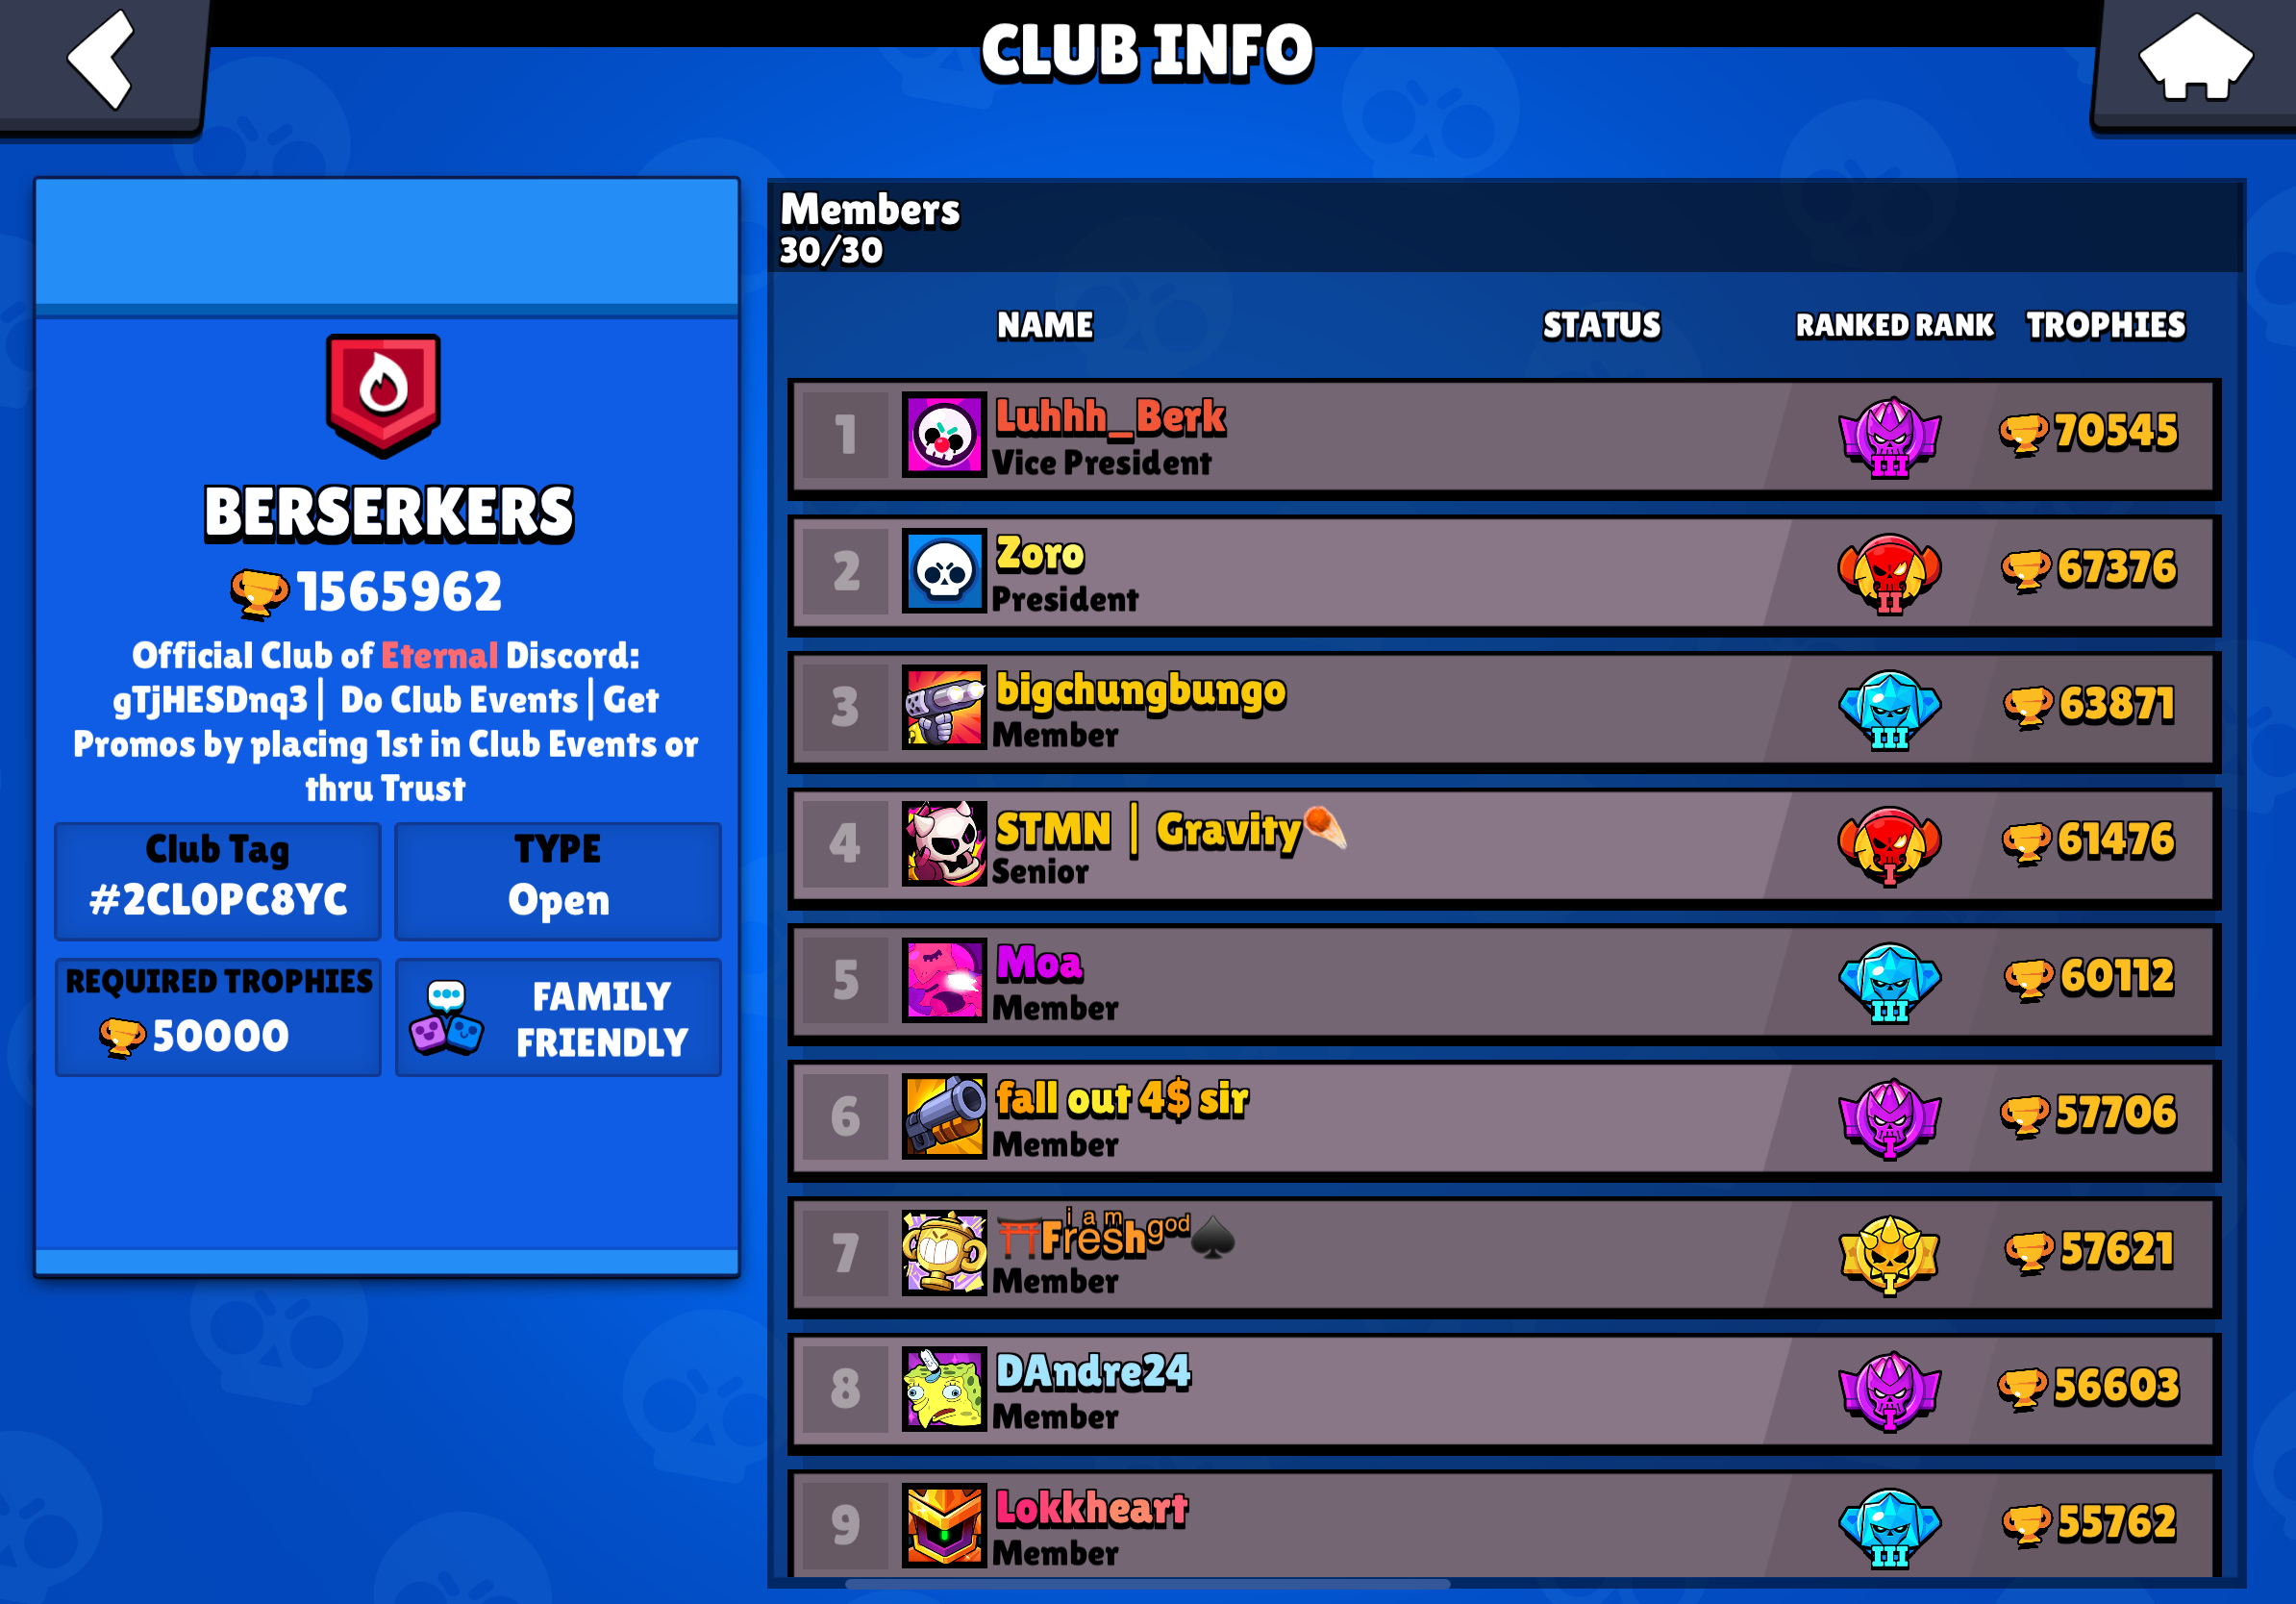 CLUB INFO
BERSERKERS
1565962
Official Club of Eternal Discord:
gTjHESDnq3 | Do Club Events | Get
Promos by placing 1st in Club Events or
thru Trust
Club Tag
#2CL0PC8YC
TYPE
Open
REQUIRED TROPHIES
50000
FAMILY
FRIENDLY
Members
30/30
NAME STATUS RANKED RANK TROPHIES
1 Luhhh_Berk III 70545
Vice President
2 Zoro II 67376
President
3 bigchungbungo III 63871
Member
4 STMN | Gravity☄️ I 61476
Senior
5 Moa III 60112
Member
6 fall out 4$ sir I 57706
Member
7 ⛩️Frⷤeͣsͫhᵍᵒᵈ♠️ I 57621
Member
8 DAndre24 I 56603
Member
9 Lokkheart III 55762
Member